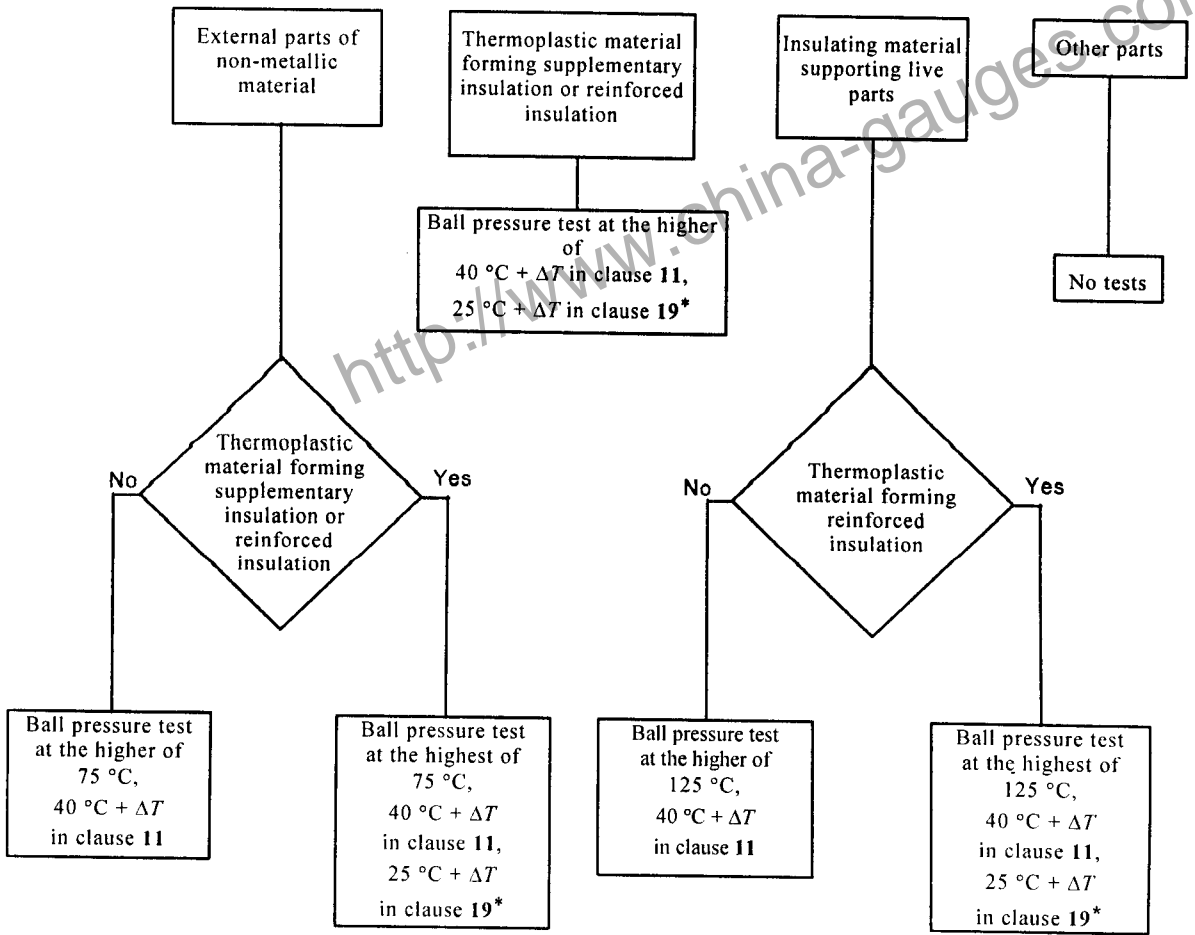 External parts of
non-metallic
material
Thermoplastic material
forming supplementary
insulation or reinforced
insulation
Insulating material
supporting live
parts
Other parts
Ball pressure test at the higher
of
40 °C + ΔT in clause 11,
25 °C + ΔT in clause 19*
No tests
http://www.china-gauges.com
Thermoplastic
material forming
supplementary
insulation or
reinforced
insulation
No
Yes
Thermoplastic
material forming
reinforced
insulation
No
Yes
Ball pressure test
at the higher of
75 °C,
40 °C + ΔT
in clause 11
Ball pressure test
at the highest of
75 °C,
40 °C + ΔT
in clause 11,
25 °C + ΔT
in clause 19*
Ball pressure test
at the higher of
125 °C,
40 °C + ΔT
in clause 11
Ball pressure test
at the highest of
125 °C,
40 °C + ΔT
in clause 11,
25 °C + ΔT
in clause 19*